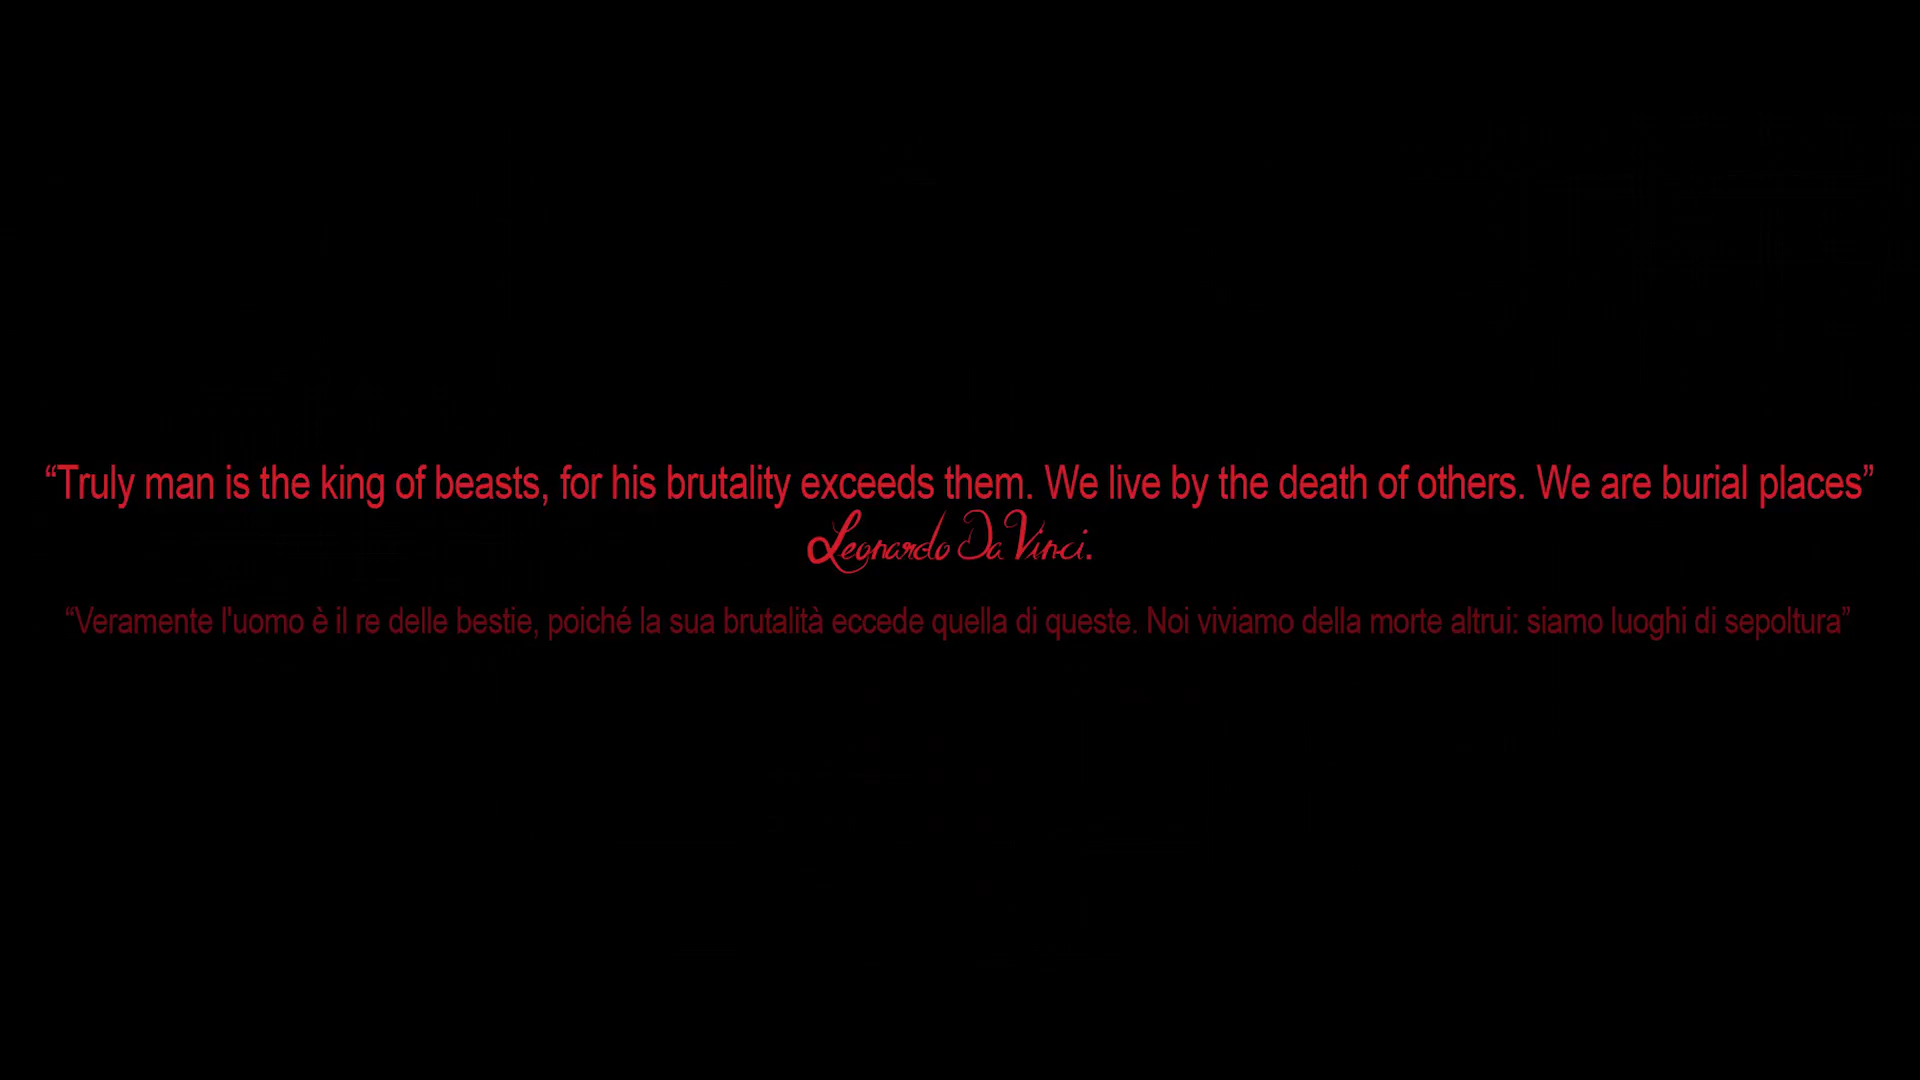 “Truly man is the king of beasts, for his brutality exceeds them. We live by the death of others. We are burial places”
Leonardo Da Vinci.
“Veramente l'uomo è il re delle bestie, poiché la sua brutalità eccede quella di queste. Noi viviamo della morte altrui: siamo luoghi di sepoltura”